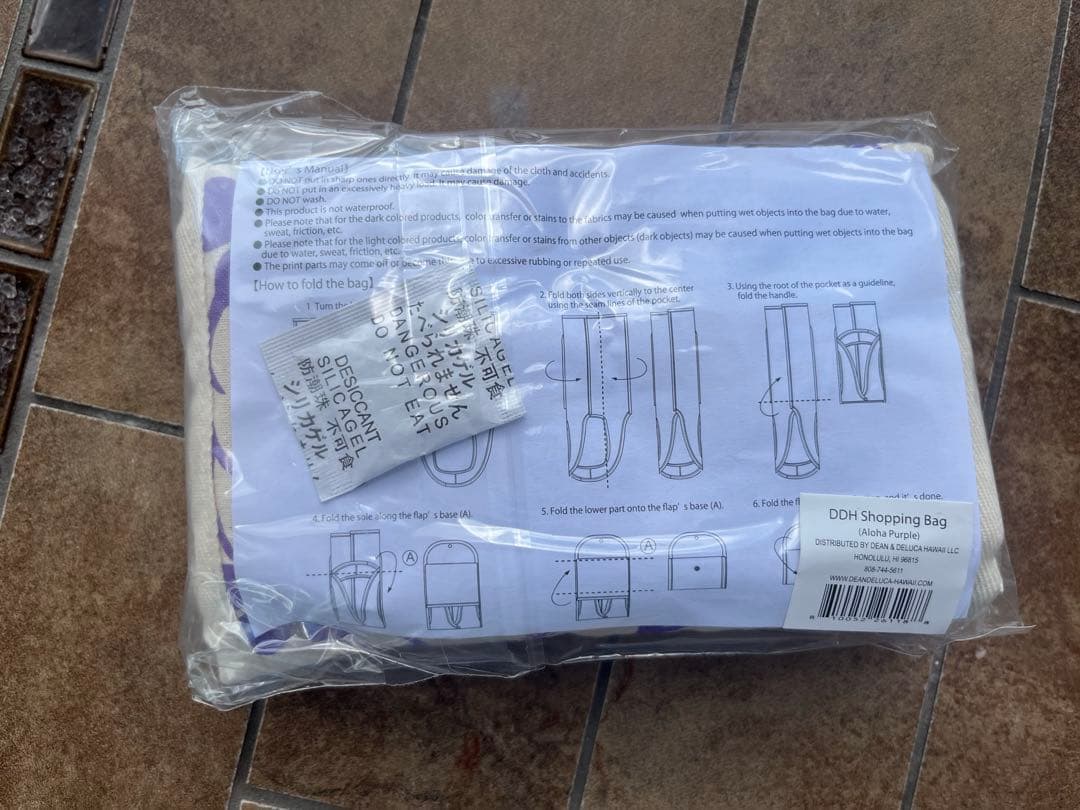 【User's Manual】
● DO NOT put in sharp ones directly. It may cause damage of the cloth and accidents.
● DO NOT put in an excessively heavy load. It may cause damage.
● DO NOT wash.
● This product is not waterproof.
● Please note that for the dark colored products, color transfer or stains to the fabrics may be caused when putting wet objects into the bag due to water,
sweat, friction, etc.
● Please note that for the light colored products, color transfer or stains from other objects (dark objects) may be caused when putting wet objects into the bag
due to water, sweat, friction, etc.
● The print parts may come off or become to excessive rubbing or repeated use.
【How to fold the bag】
1 Turn the
2. Fold both sides vertically to the center
using the seam lines of the pocket.
3. Using the root of the pocket as a guideline,
fold the handle.
SILICAGEL
防潮珠 不可食
シリカゲル
たべられません
DANGEROUS
DO NOT EAT
DESICCANT
SILICAGEL
防潮珠 不可食
シリカゲル
4. Fold the sole along the flap's base (A).
A
5. Fold the lower part onto the flap's base (A).
A
6. Fold the and it's done.
DDH Shopping Bag
(Aloha Purple)
DISTRIBUTED BY DEAN & DELUCA HAWAII LLC
HONOLULU, HI 96815
808-744-5611
WWW.DEANDELUCA-HAWAII.COM